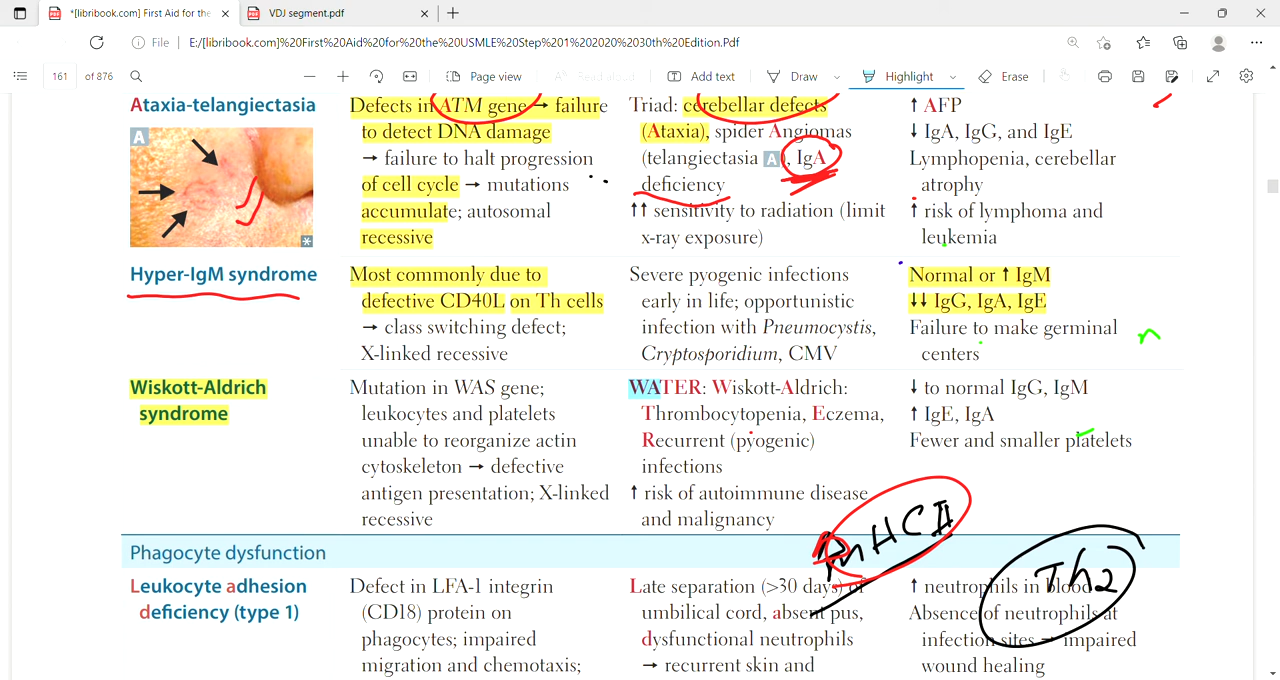 *[libribook.com] First Aid for the
VDJ segment.pdf
File
E:/[libribook.com]%20First%20Aid%20for%20the%20USMLE%20Step%201%202020%2030th%20Edition.Pdf
161 of 876
Page view
Read aloud
Add text
Draw
Highlight
Erase
Ataxia-telangiectasia
A
Defects in ATM gene → failure
to detect DNA damage
→ failure to halt progression
of cell cycle → mutations
accumulate; autosomal
recessive
Triad: cerebellar defects
(Ataxia), spider Angiomas
(telangiectasia A), IgA
deficiency
↑↑ sensitivity to radiation (limit
x-ray exposure)
↑ AFP
↓ IgA, IgG, and IgE
Lymphopenia, cerebellar
atrophy
↑ risk of lymphoma and
leukemia
Hyper-IgM syndrome
Most commonly due to
defective CD40L on Th cells
→ class switching defect;
X-linked recessive
Severe pyogenic infections
early in life; opportunistic
infection with Pneumocystis,
Cryptosporidium, CMV
Normal or ↑ IgM
↓↓ IgG, IgA, IgE
Failure to make germinal
centers
Wiskott-Aldrich
syndrome
Mutation in WAS gene;
leukocytes and platelets
unable to reorganize actin
cytoskeleton → defective
antigen presentation; X-linked
recessive
WATER: Wiskott-Aldrich:
Thrombocytopenia, Eczema,
Recurrent (pyogenic)
infections
↑ risk of autoimmune disease
and malignancy
↓ to normal IgG, IgM
↑ IgE, IgA
Fewer and smaller platelets
MHC II
Th2
Phagocyte dysfunction
Leukocyte adhesion
deficiency (type 1)
Defect in LFA-1 integrin
(CD18) protein on
phagocytes; impaired
migration and chemotaxis;
Late separation (>30 days) of
umbilical cord, absent pus,
dysfunctional neutrophils
→ recurrent skin and
↑ neutrophils in blood
Absence of neutrophils at
infection sites → impaired
wound healing